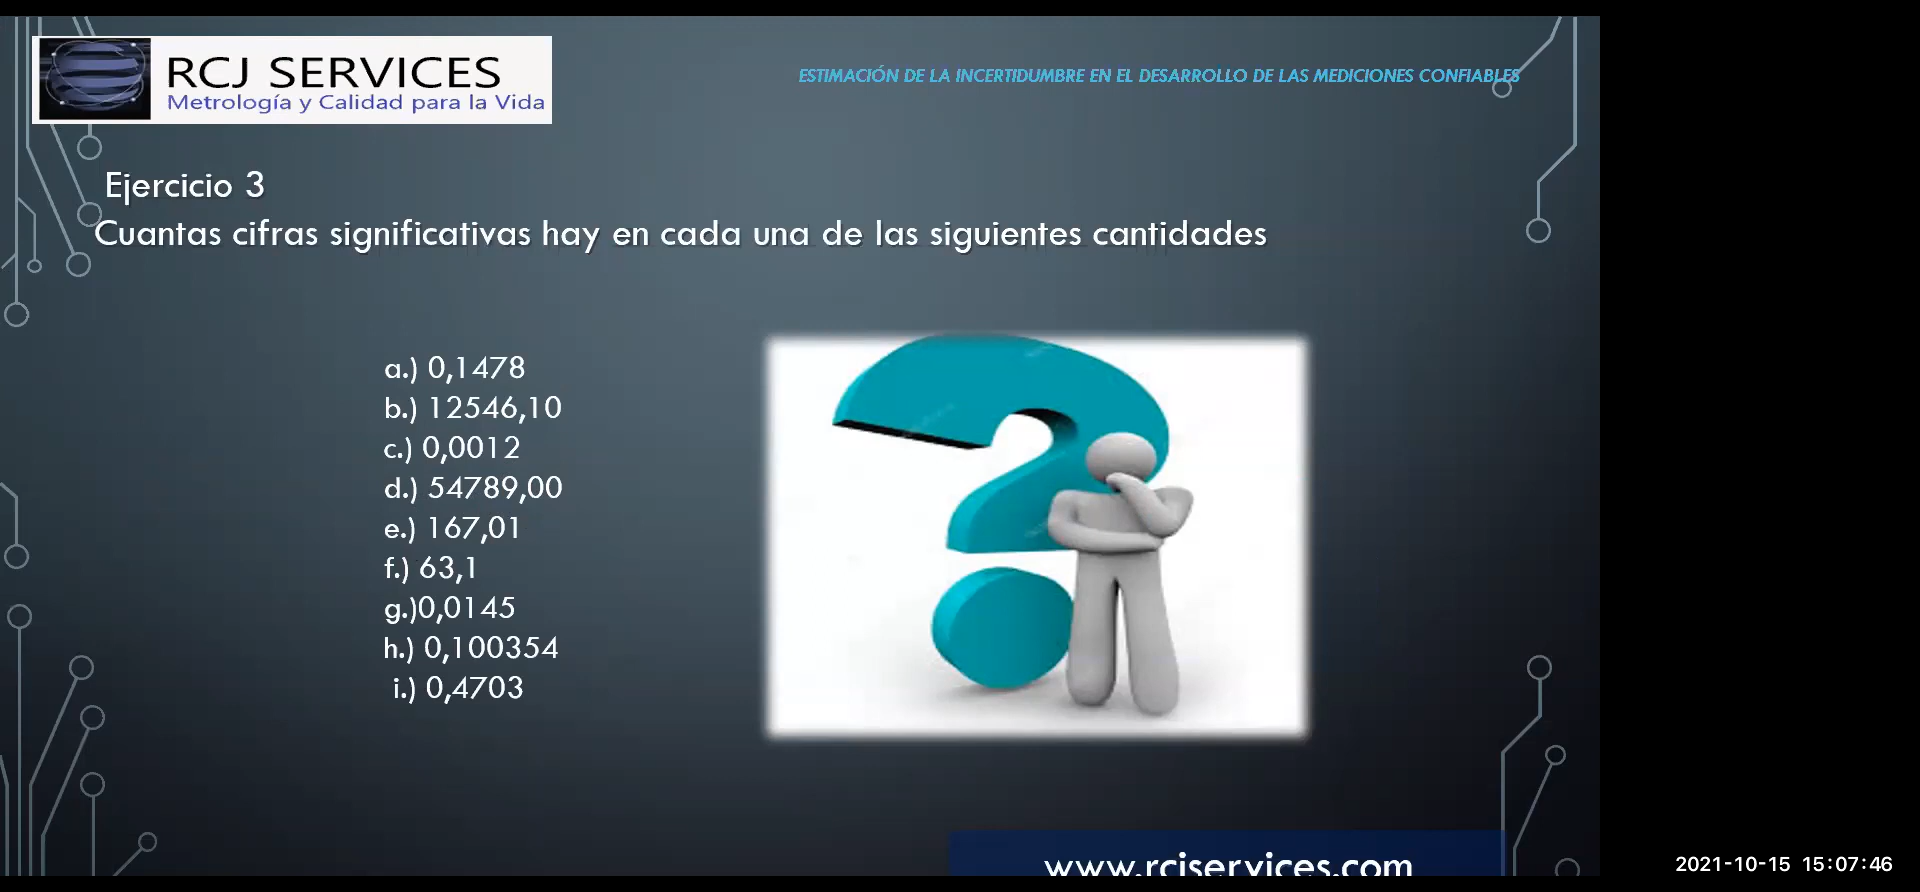 RCJ SERVICES
Metrología y Calidad para la Vida
ESTIMACIÓN DE LA INCERTIDUMBRE EN EL DESARROLLO DE LAS MEDICIONES CONFIABLES
Ejercicio 3
Cuantas cifras significativas hay en cada una de las siguientes cantidades
a.) 0,1478
b.) 12546,10
c.) 0,0012
d.) 54789,00
e.) 167,01
f.) 63,1
g.)0,0145
h.) 0,100354
i.) 0,4703
www.rcjservices.com
2021-10-15 15:07:46